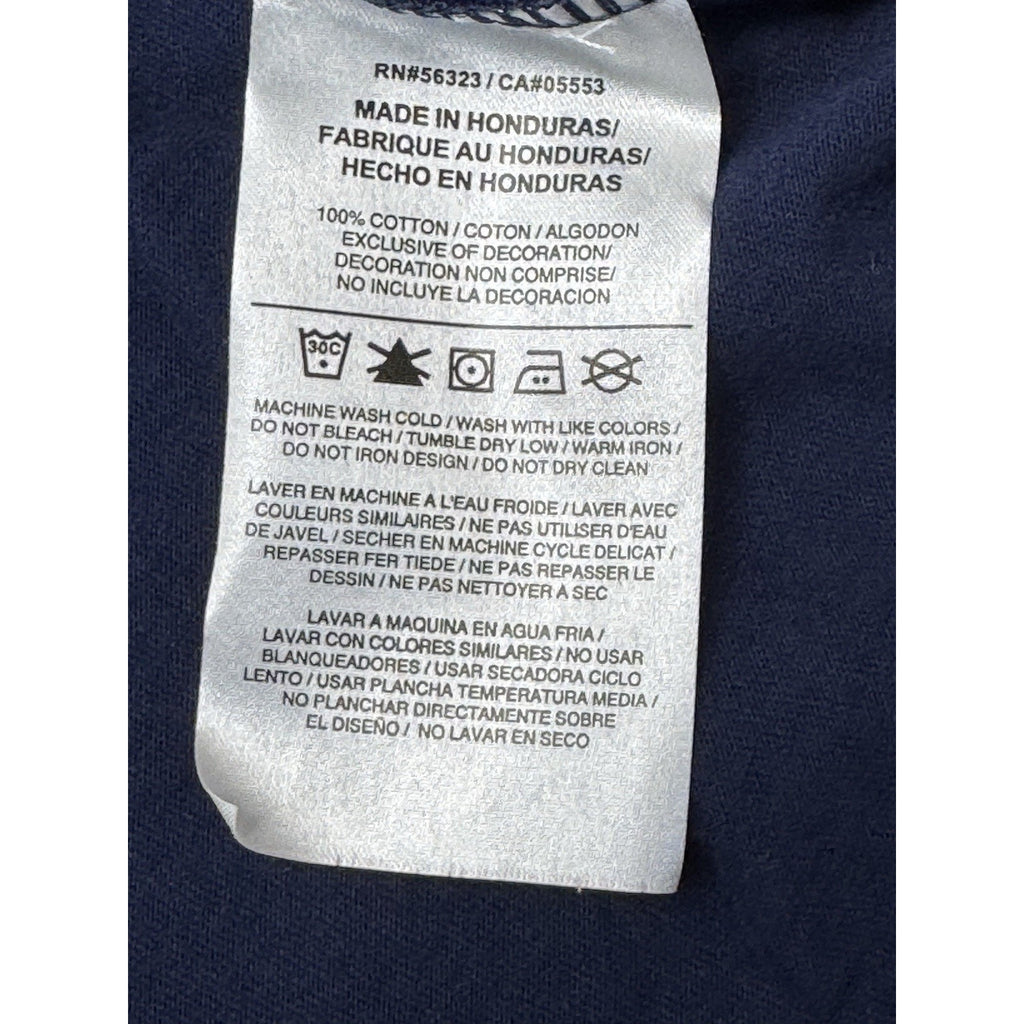 RN#56323 / CA#05553
MADE IN HONDURAS/
FABRIQUE AU HONDURAS/
HECHO EN HONDURAS
100% COTTON / COTON / ALGODON
EXCLUSIVE OF DECORATION/
DECORATION NON COMPRISE/
NO INCLUYE LA DECORACION
30C
MACHINE WASH COLD / WASH WITH LIKE COLORS /
DO NOT BLEACH / TUMBLE DRY LOW / WARM IRON /
DO NOT IRON DESIGN / DO NOT DRY CLEAN
LAVER EN MACHINE A L'EAU FROIDE / LAVER AVEC
COULEURS SIMILAIRES / NE PAS UTILISER D'EAU
DE JAVEL / SECHER EN MACHINE CYCLE DELICAT /
REPASSER FER TIEDE / NE PAS REPASSER LE
DESSIN / NE PAS NETTOYER A SEC
LAVAR A MAQUINA EN AGUA FRIA /
LAVAR CON COLORES SIMILARES / NO USAR
BLANQUEADORES / USAR SECADORA CICLO
LENTO / USAR PLANCHA TEMPERATURA MEDIA /
NO PLANCHAR DIRECTAMENTE SOBRE
EL DISEÑO / NO LAVAR EN SECO